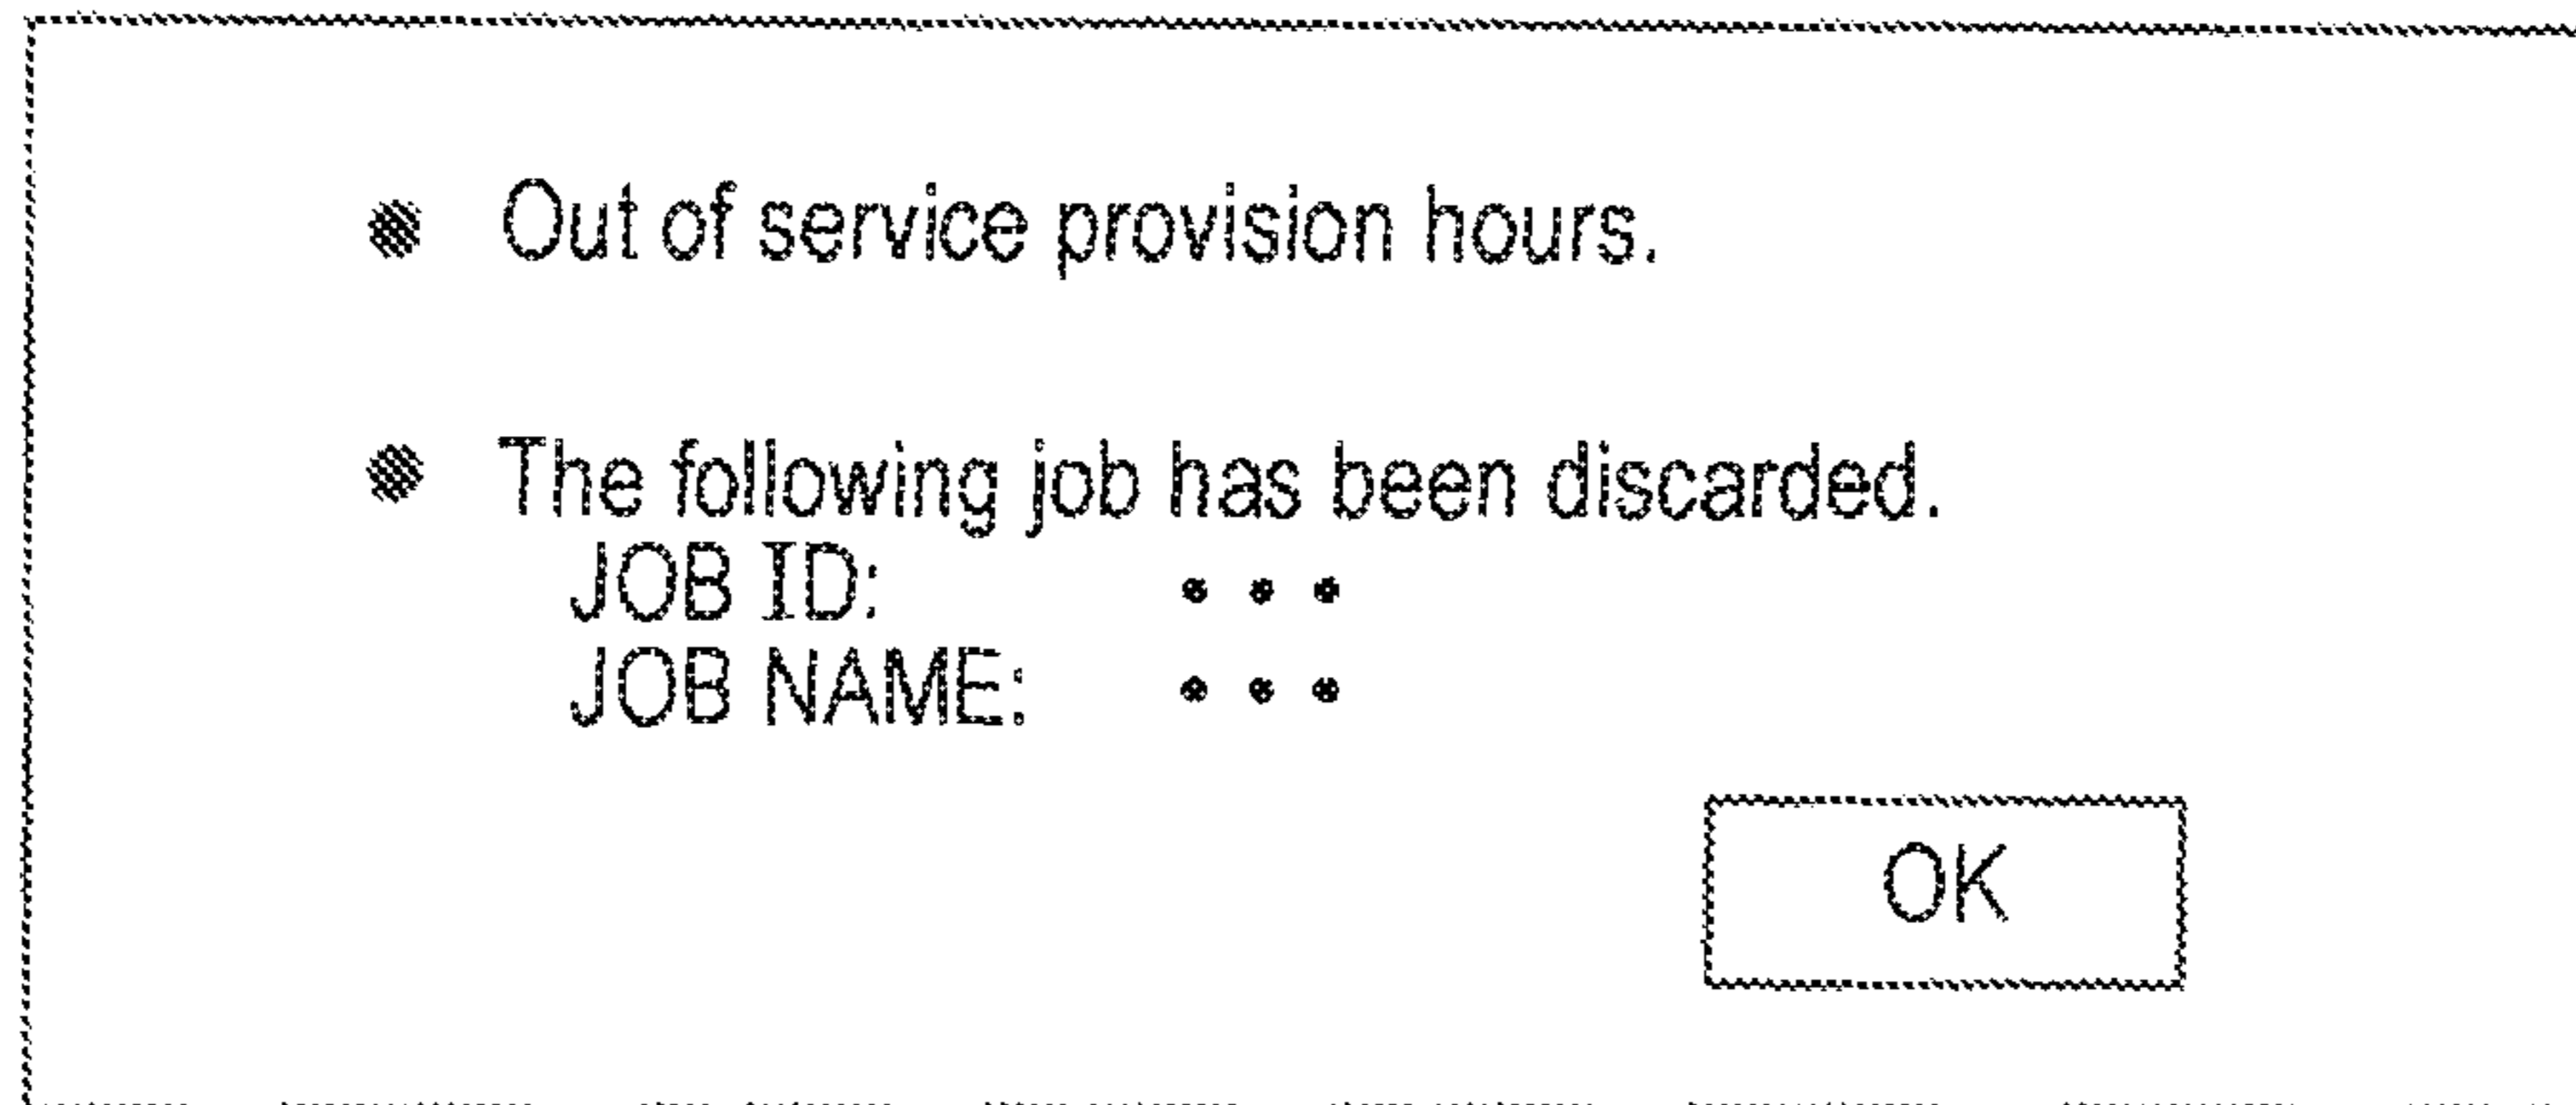 ● Out of service provision hours.
● The following job has been discarded.
JOB ID: • • •
JOB NAME: • • •
OK